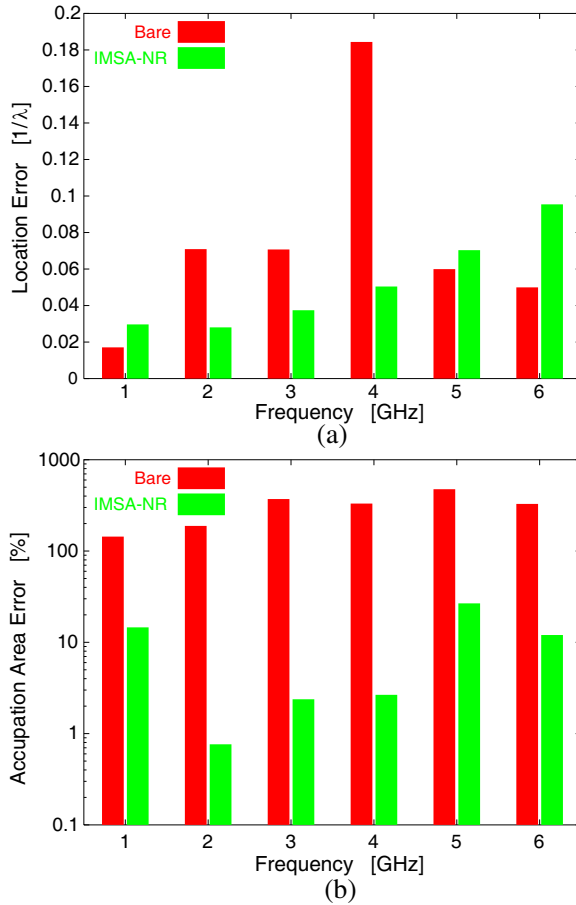 0.2
0.18
0.16
0.14
0.12
0.1
0.08
0.06
0.04
0.02
0
Location Error [1/λ]
Bare
IMSA-NR
1 2 3 4 5 6
Frequency [GHz]
(a)
1000
100
10
1
0.1
Accupation Area Error [%]
Bare
IMSA-NR
1 2 3 4 5 6
Frequency [GHz]
(b)